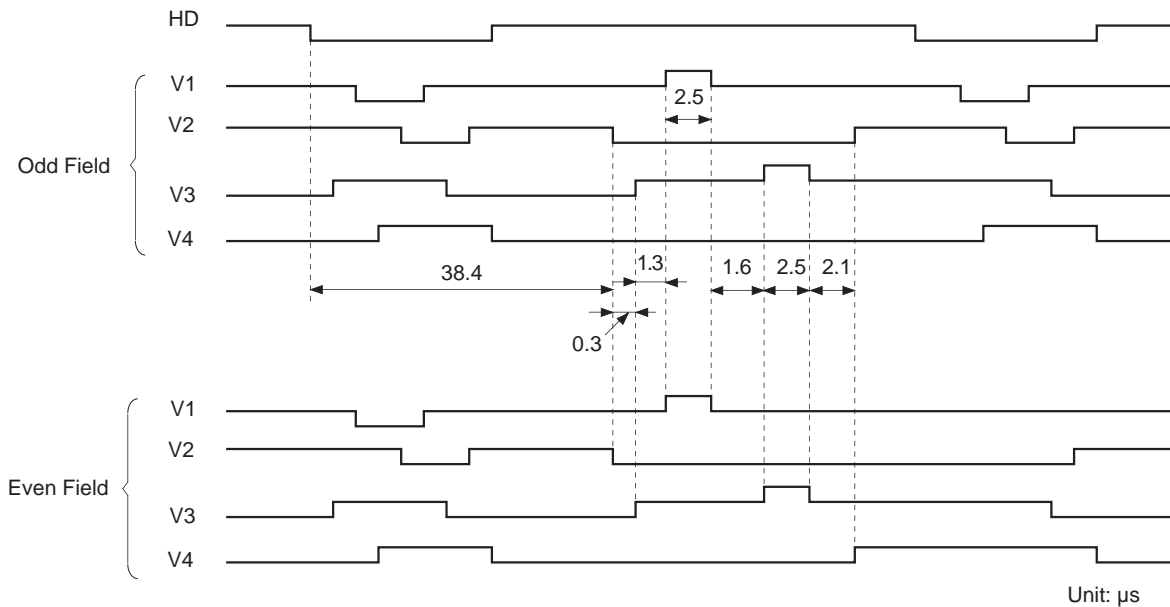 HD
V1
2.5
V2
Odd Field
V3
V4
1.3
1.6 2.5 2.1
38.4
0.3
V1
V2
Even Field
V3
V4
Unit: µs